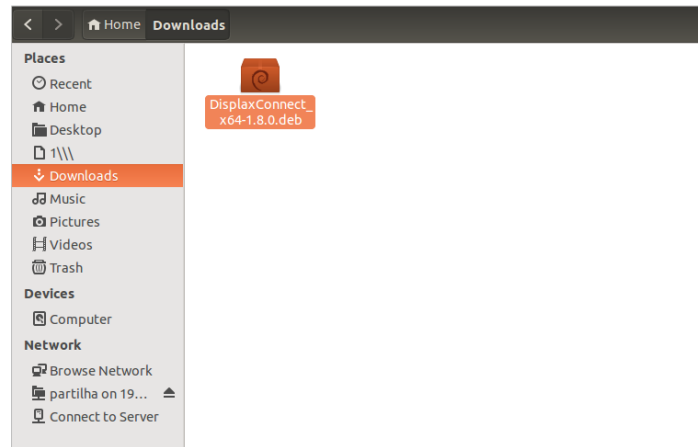 Home Downloads
Places
Recent
Home
Desktop
1\\\
Downloads
Music
Pictures
Videos
Trash
Devices
Computer
Network
Browse Network
partilha on 19...
Connect to Server
DisplaxConnect_
x64-1.8.0.deb